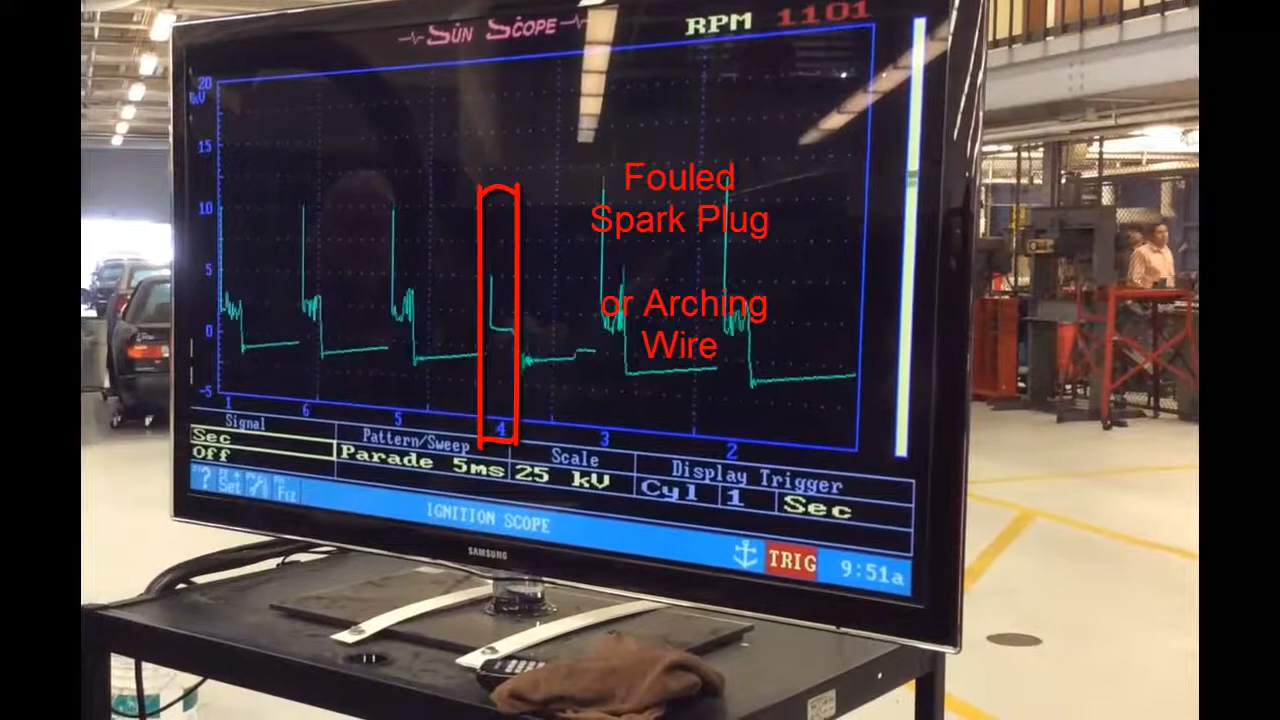 SUN SCOPE
RPM 1101
20
kV
15
10
5
0
-5
Fouled
Spark Plug
or Arching
Wire
1 6 5 4 3 2
Signal
Sec
Off
Pattern/Sweep
Parade 5ms
Scale
25 kV
Display Trigger
Cyl 1 Sec
?
Set
IGNITION SCOPE
TRIG
9:51a
SAMSUNG